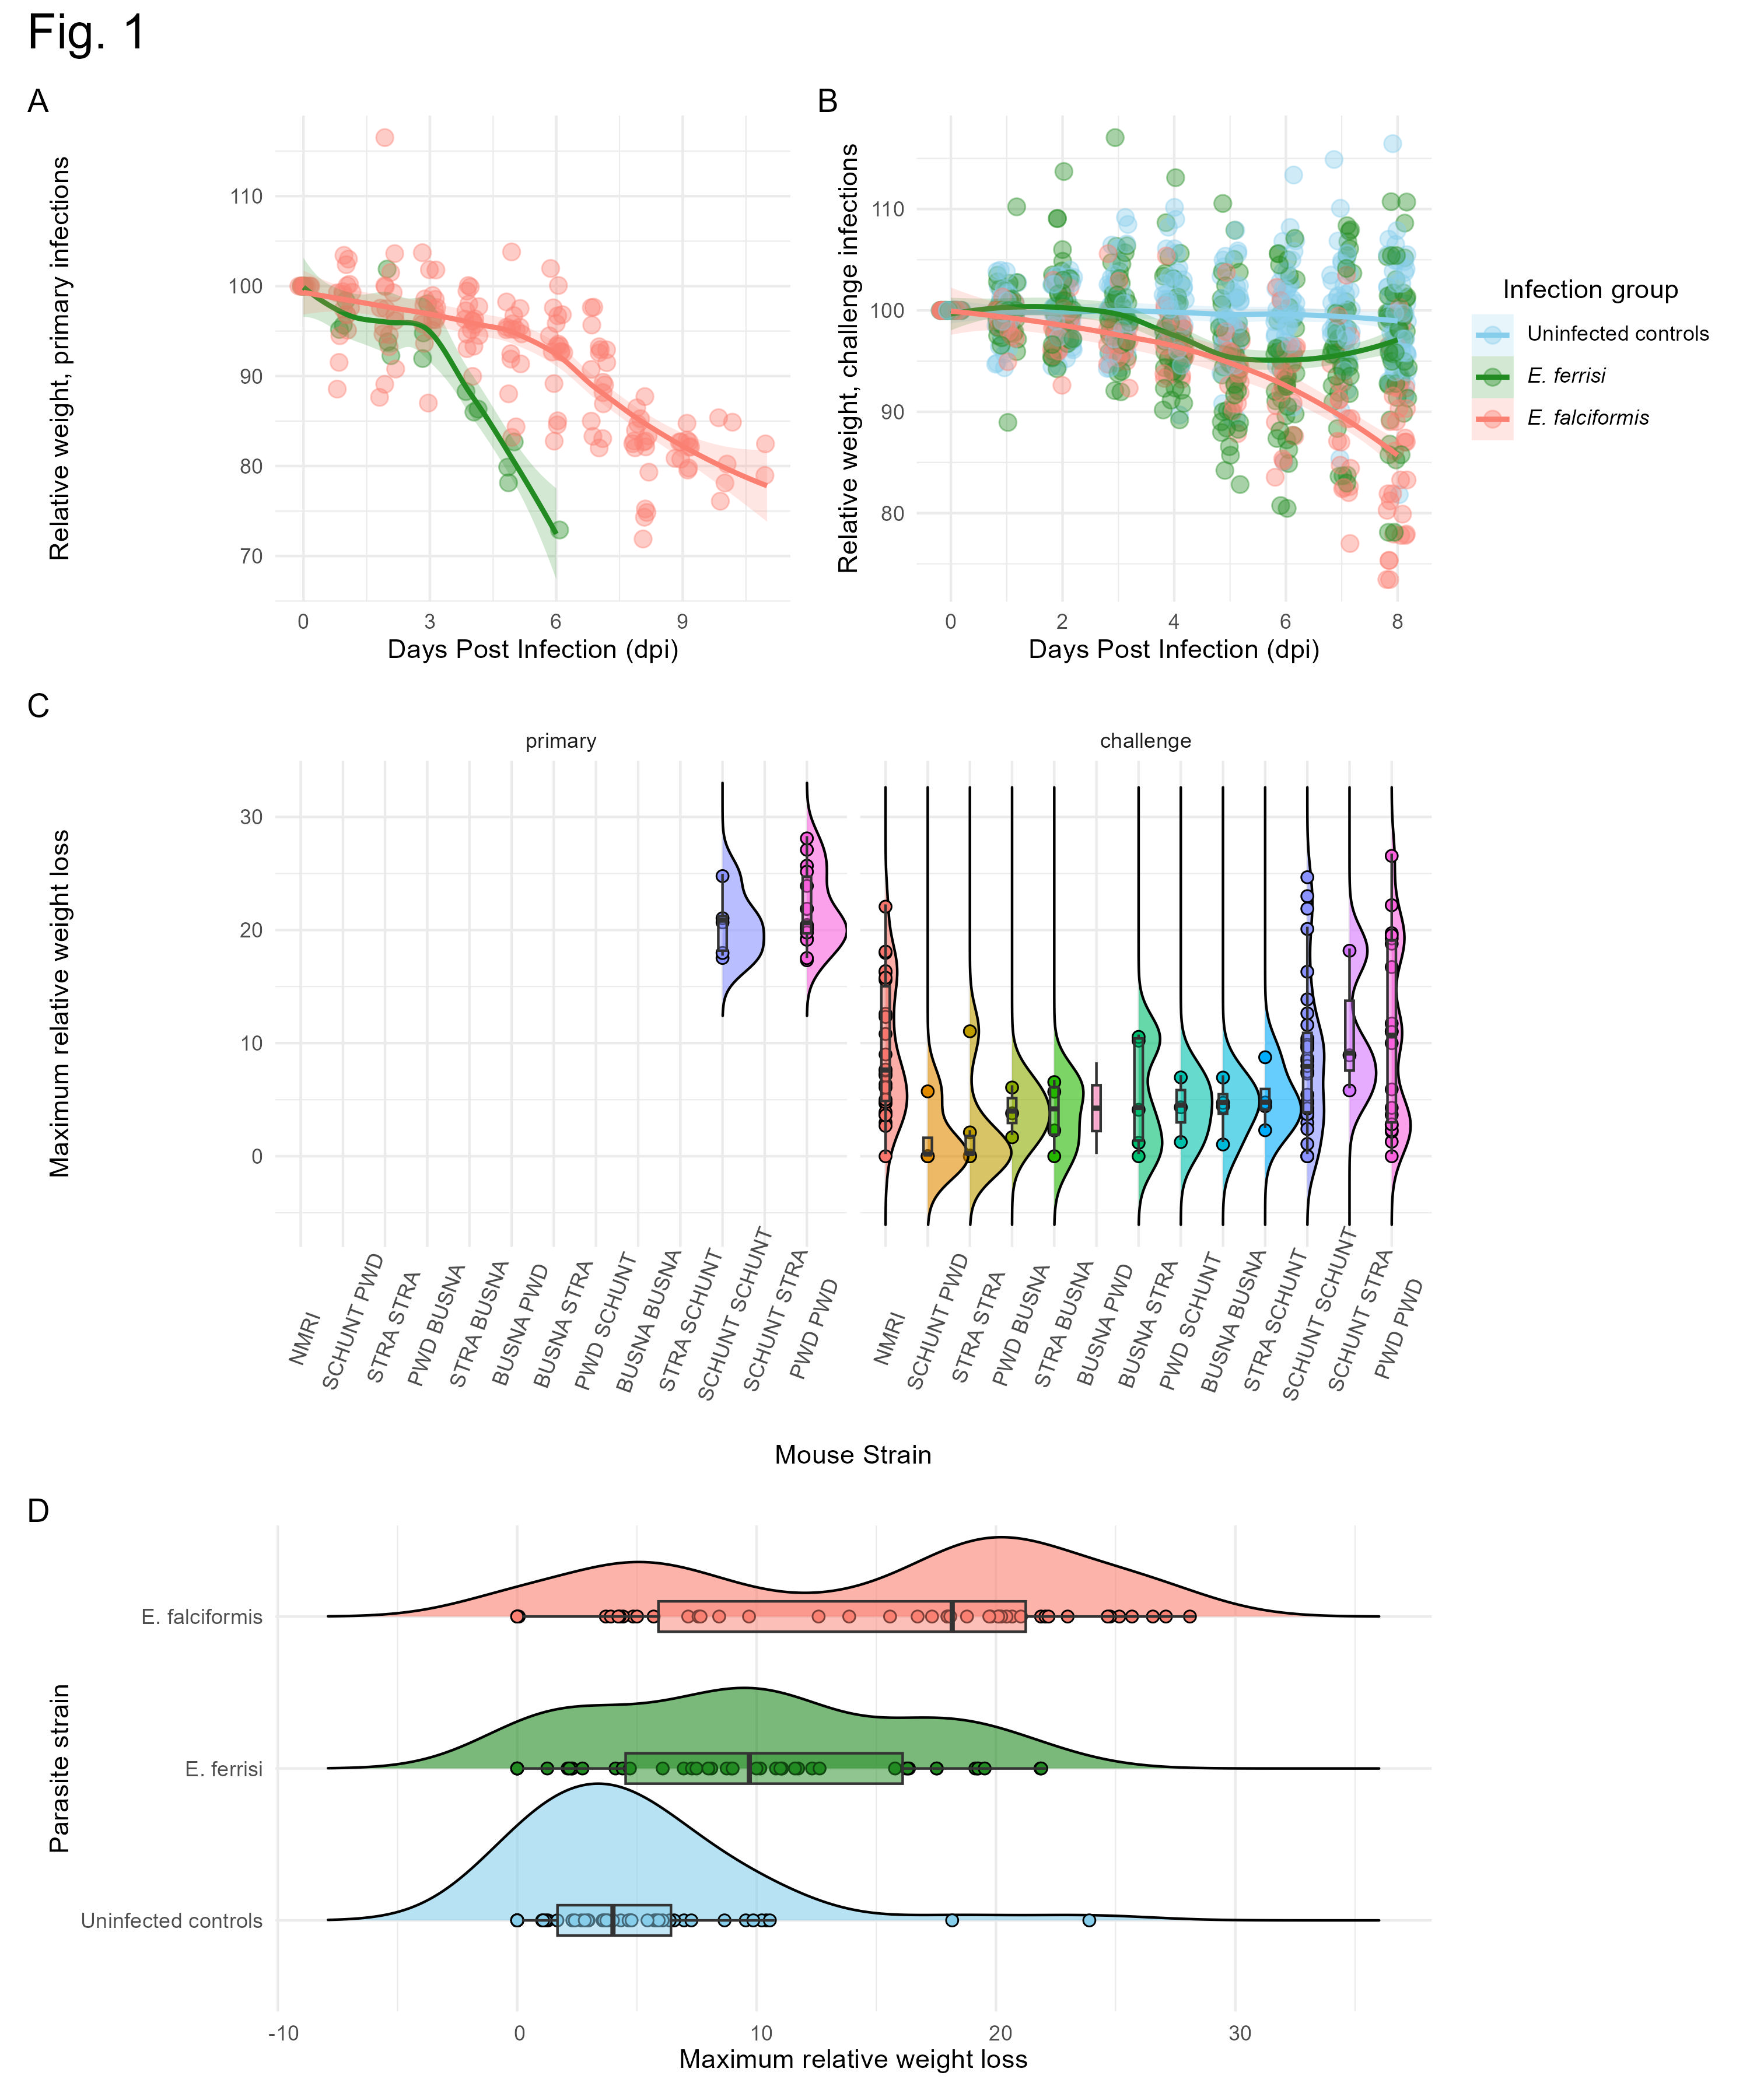 Fig. 1
A
Relative weight, primary infections
110
100
90
80
70
0 3 6 9
Days Post Infection (dpi)
B
Relative weight, challenge infections
110
100
90
80
0 2 4 6 8
Days Post Infection (dpi)
Infection group
Uninfected controls
E. ferrisi
E. falciformis
C
primary
challenge
Maximum relative weight loss
30
20
10
0
NMRI
SCHUNT PWD
STRA STRA
PWD BUSNA
STRA BUSNA
BUSNA PWD
BUSNA STRA
PWD SCHUNT
BUSNA BUSNA
STRA SCHUNT
SCHUNT SCHUNT
SCHUNT STRA
PWD PWD
NMRI
SCHUNT PWD
STRA STRA
PWD BUSNA
STRA BUSNA
BUSNA PWD
BUSNA STRA
PWD SCHUNT
BUSNA BUSNA
STRA SCHUNT
SCHUNT SCHUNT
SCHUNT STRA
PWD PWD
Mouse Strain
D
Parasite strain
E. falciformis
E. ferrisi
Uninfected controls
-10 0 10 20 30
Maximum relative weight loss